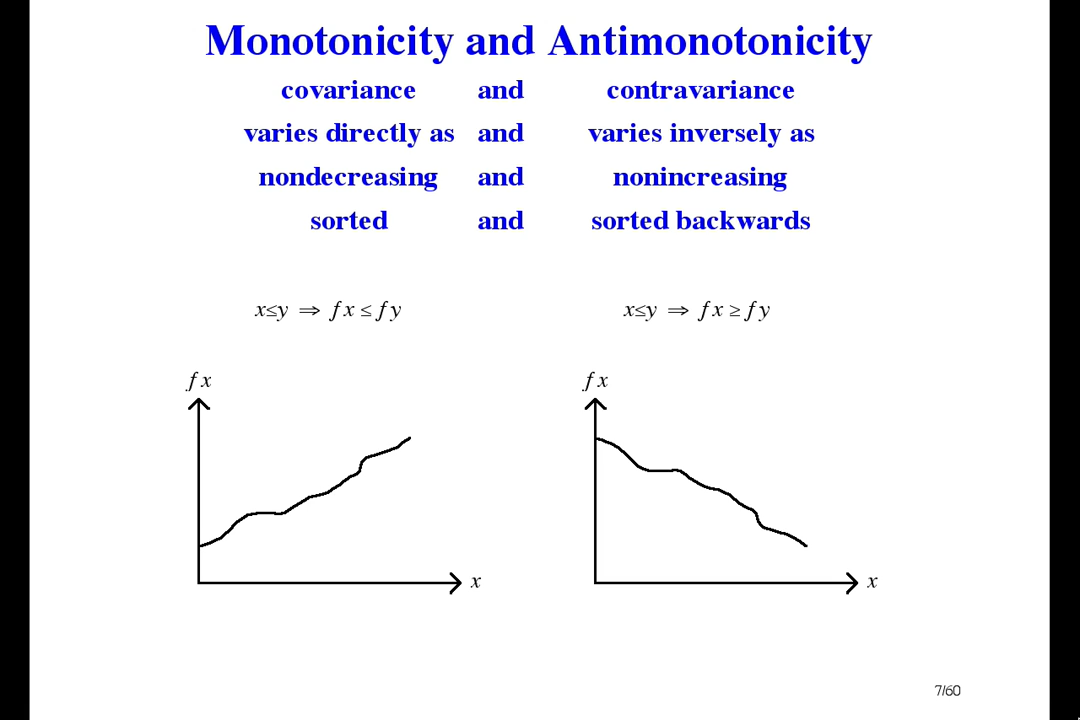 Monotonicity and Antimonotonicity
covariance and contravariance
varies directly as and varies inversely as
nondecreasing and nonincreasing
sorted and sorted backwards
x≤y ⇒ f x ≤ f y x≤y ⇒ f x ≥ f y
f x f x
x x
7/60